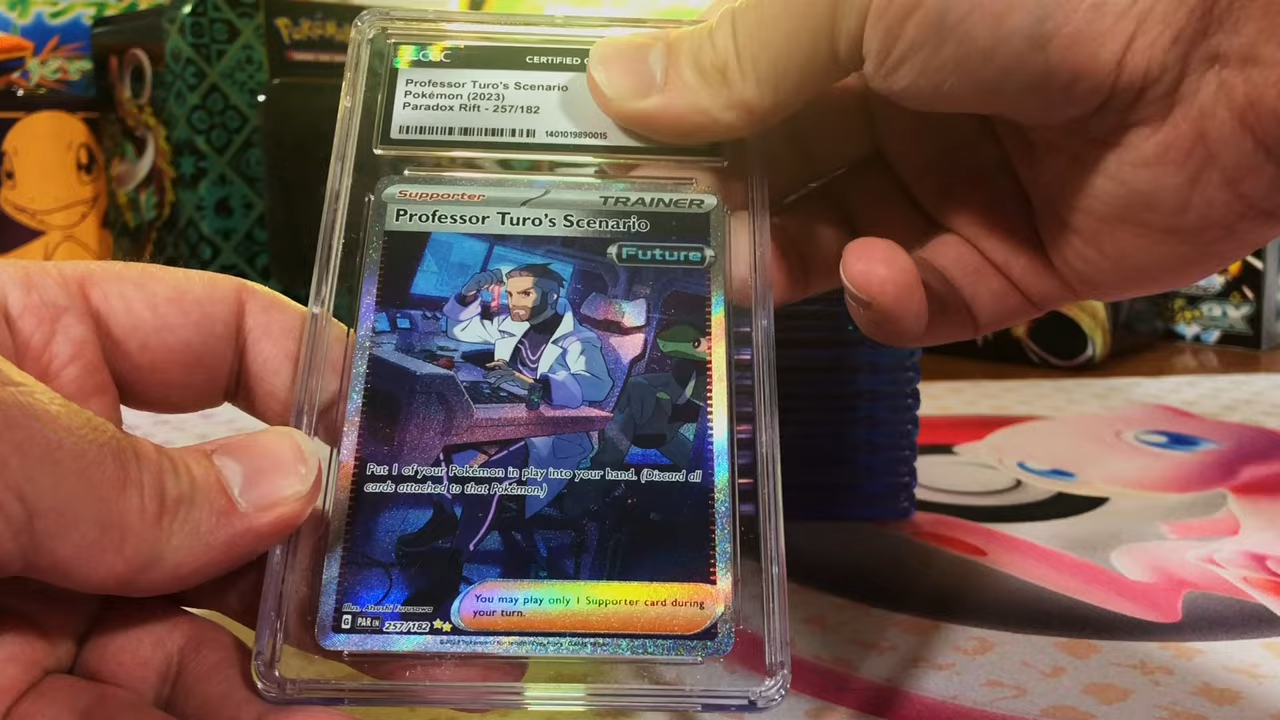 Pokémon
CGC
CERTIFIED
Professor Turo's Scenario
Pokémon (2023)
Paradox Rift - 257/182
1401019890015
Supporter
TRAINER
Professor Turo's Scenario
Future
Put 1 of your Pokémon in play into your hand. (Discard all
cards attached to that Pokémon.)
You may play only 1 Supporter card during
your turn.
Illus. Atsushi Furusawa
G PAR EN 257/182